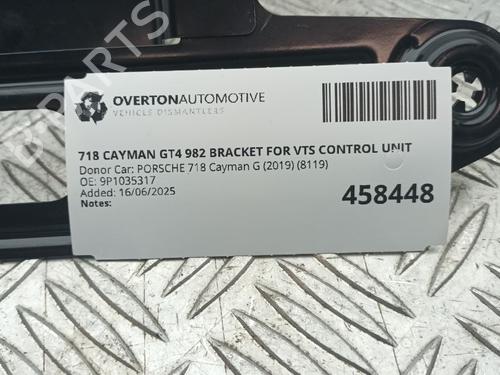 OVERTONAUTOMOTIVE
VEHICLE DISMANTLERS
718 CAYMAN GT4 982 BRACKET FOR VTS CONTROL UNIT
Donor Car: PORSCHE 718 Cayman G (2019) (8119)
OE: 9P1035317
Added: 16/06/2025
Notes:
458448